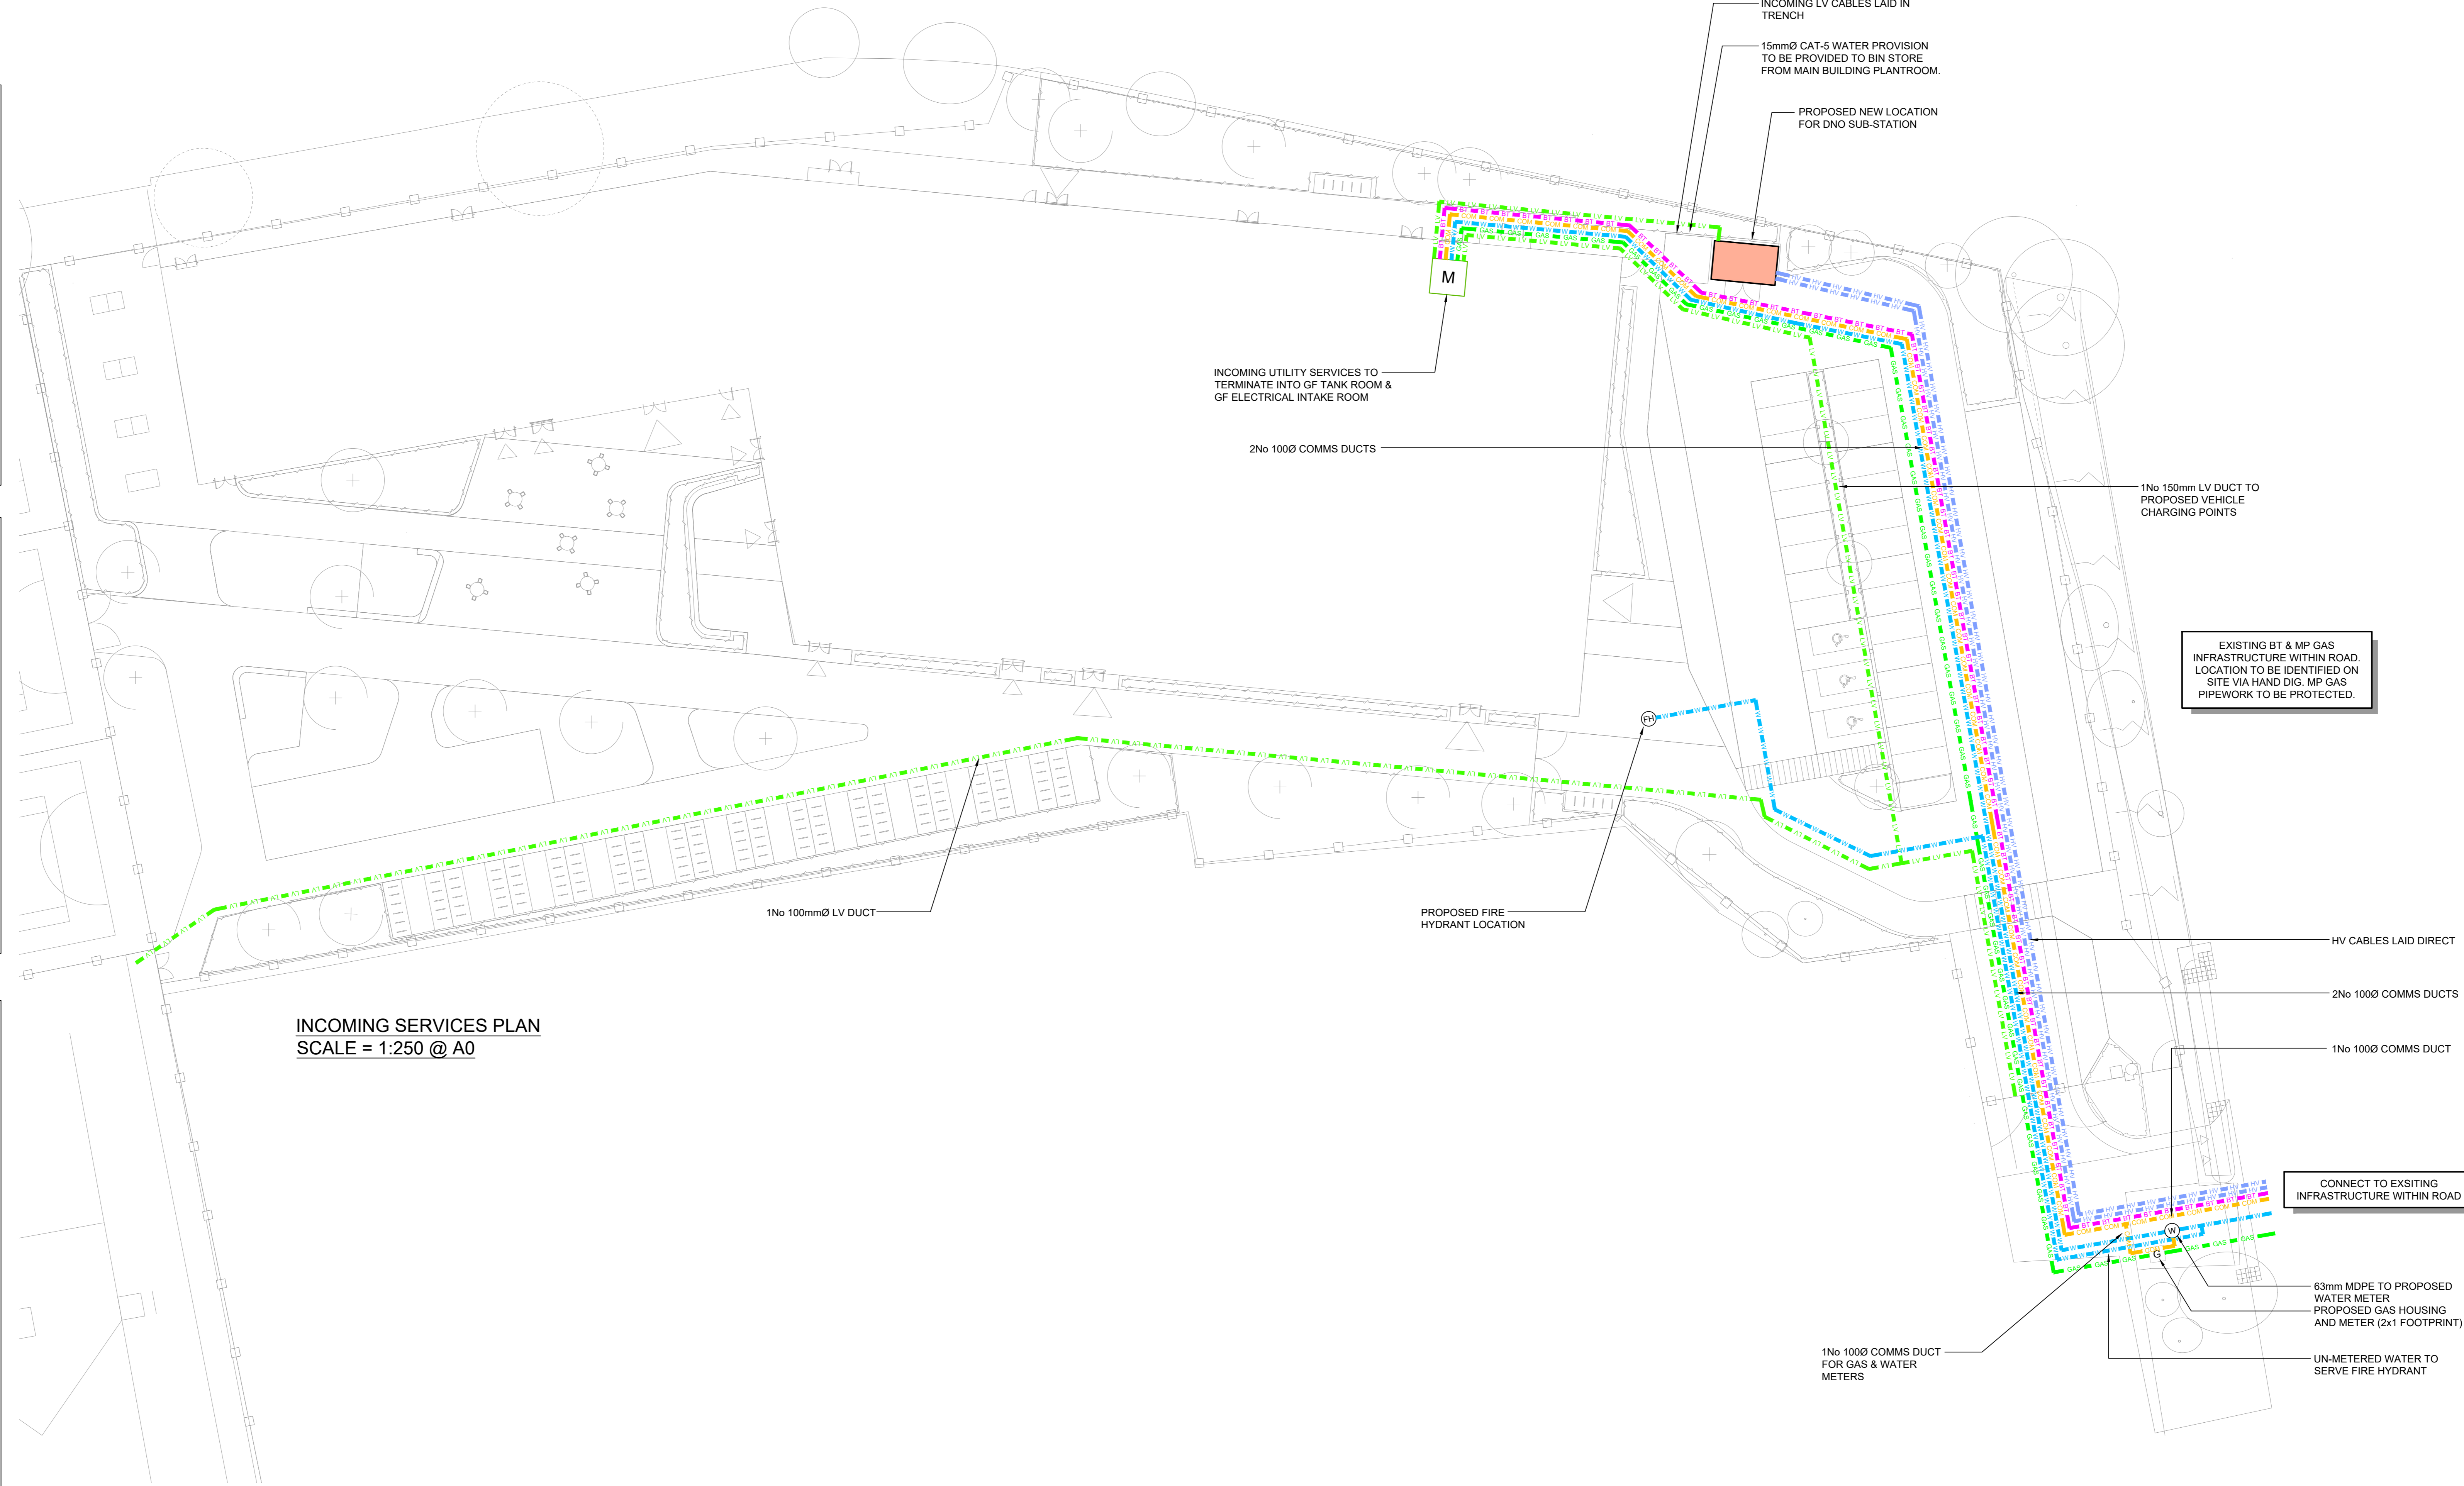 INCOMING LV CABLES LAID IN
TRENCH
15mmØ CAT-5 WATER PROVISION
TO BE PROVIDED TO BIN STORE
FROM MAIN BUILDING PLANTROOM.
PROPOSED NEW LOCATION
FOR DNO SUB-STATION
M
INCOMING UTILITY SERVICES TO
TERMINATE INTO GF TANK ROOM &
GF ELECTRICAL INTAKE ROOM
2No 100Ø COMMS DUCTS
1No 150mm LV DUCT TO
PROPOSED VEHICLE
CHARGING POINTS
EXISTING BT & MP GAS
INFRASTRUCTURE WITHIN ROAD.
LOCATION TO BE IDENTIFIED ON
SITE VIA HAND DIG. MP GAS
PIPEWORK TO BE PROTECTED.
FH
1No 100mmØ LV DUCT
PROPOSED FIRE
HYDRANT LOCATION
HV CABLES LAID DIRECT
2No 100Ø COMMS DUCTS
INCOMING SERVICES PLAN
SCALE = 1:250 @ A0
1No 100Ø COMMS DUCT
CONNECT TO EXSITING
INFRASTRUCTURE WITHIN ROAD
W
G
63mm MDPE TO PROPOSED
WATER METER
PROPOSED GAS HOUSING
AND METER (2x1 FOOTPRINT)
1No 100Ø COMMS DUCT
FOR GAS & WATER
METERS
UN-METERED WATER TO
SERVE FIRE HYDRANT